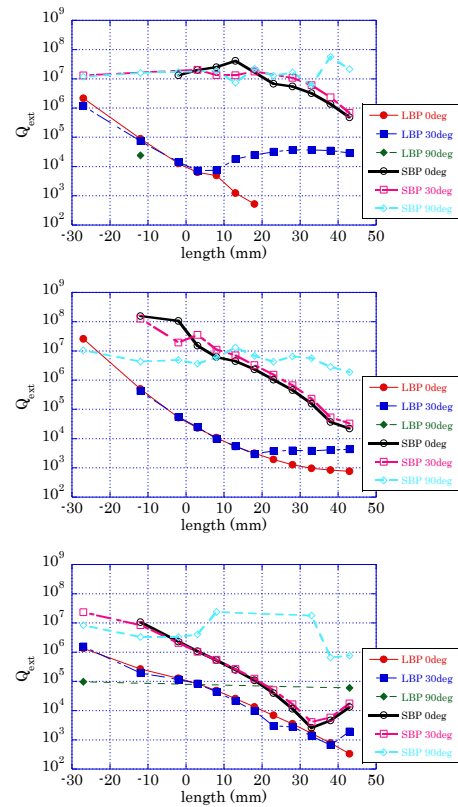 10^9
10^8
10^7
10^6
10^5
10^4
10^3
10^2
Q_ext
-30 -20 -10 0 10 20 30 40 50
length (mm)
LBP 0deg
LBP 30deg
LBP 90deg
SBP 0deg
SBP 30deg
SBP 90deg
10^9
10^8
10^7
10^6
10^5
10^4
10^3
10^2
Q_ext
-30 -20 -10 0 10 20 30 40 50
length (mm)
LBP 0deg
LBP 30deg
LBP 90deg
SBP 0deg
SBP 30deg
SBP 90deg
10^9
10^8
10^7
10^6
10^5
10^4
10^3
10^2
Q_ext
-30 -20 -10 0 10 20 30 40 50
length (mm)
LBP 0deg
LBP 30deg
LBP 90deg
SBP 0deg
SBP 30deg
SBP 90deg